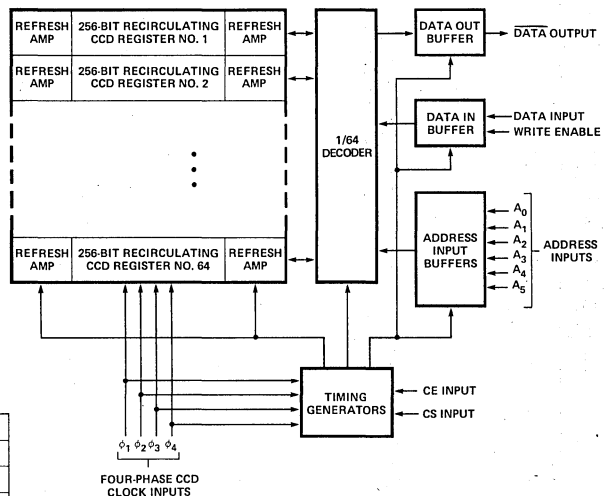 REFRESH AMP 256-BIT RECIRCULATING CCD REGISTER NO. 1 REFRESH AMP
REFRESH AMP 256-BIT RECIRCULATING CCD REGISTER NO. 2 REFRESH AMP
REFRESH AMP 256-BIT RECIRCULATING CCD REGISTER NO. 64 REFRESH AMP
1/64
DECODER
DATA OUT
BUFFER
DATA OUTPUT
DATA IN
BUFFER
DATA INPUT
WRITE ENABLE
ADDRESS
INPUT
BUFFERS
A0
A1
A2
A3
A4
A5
ADDRESS
INPUTS
TIMING
GENERATORS
CE INPUT
CS INPUT
ϕ1 ϕ2 ϕ3 ϕ4
FOUR-PHASE CCD
CLOCK INPUTS